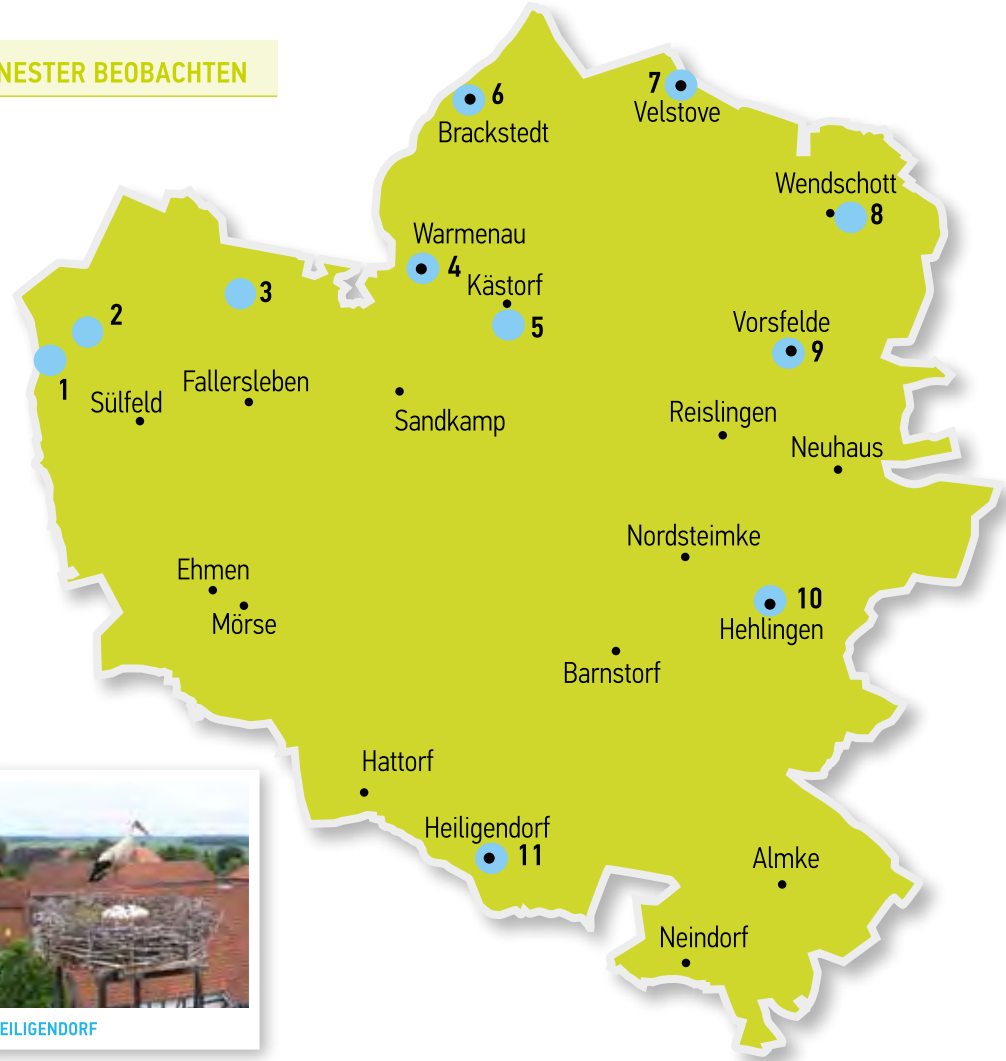 NESTER BEOBACHTEN
6
Brackstedt
7
Velstove
Wendschott
8
Warmenau
4
Kästorf
5
3
2
1
Sülfeld
Fallersleben
Sandkamp
Vorsfelde
9
Reislingen
Neuhaus
Nordsteimke
10
Hehlingen
Barnstorf
Ehmen
Mörse
Hattorf
Heiligendorf
11
Almke
Neindorf
EILIGENDORF